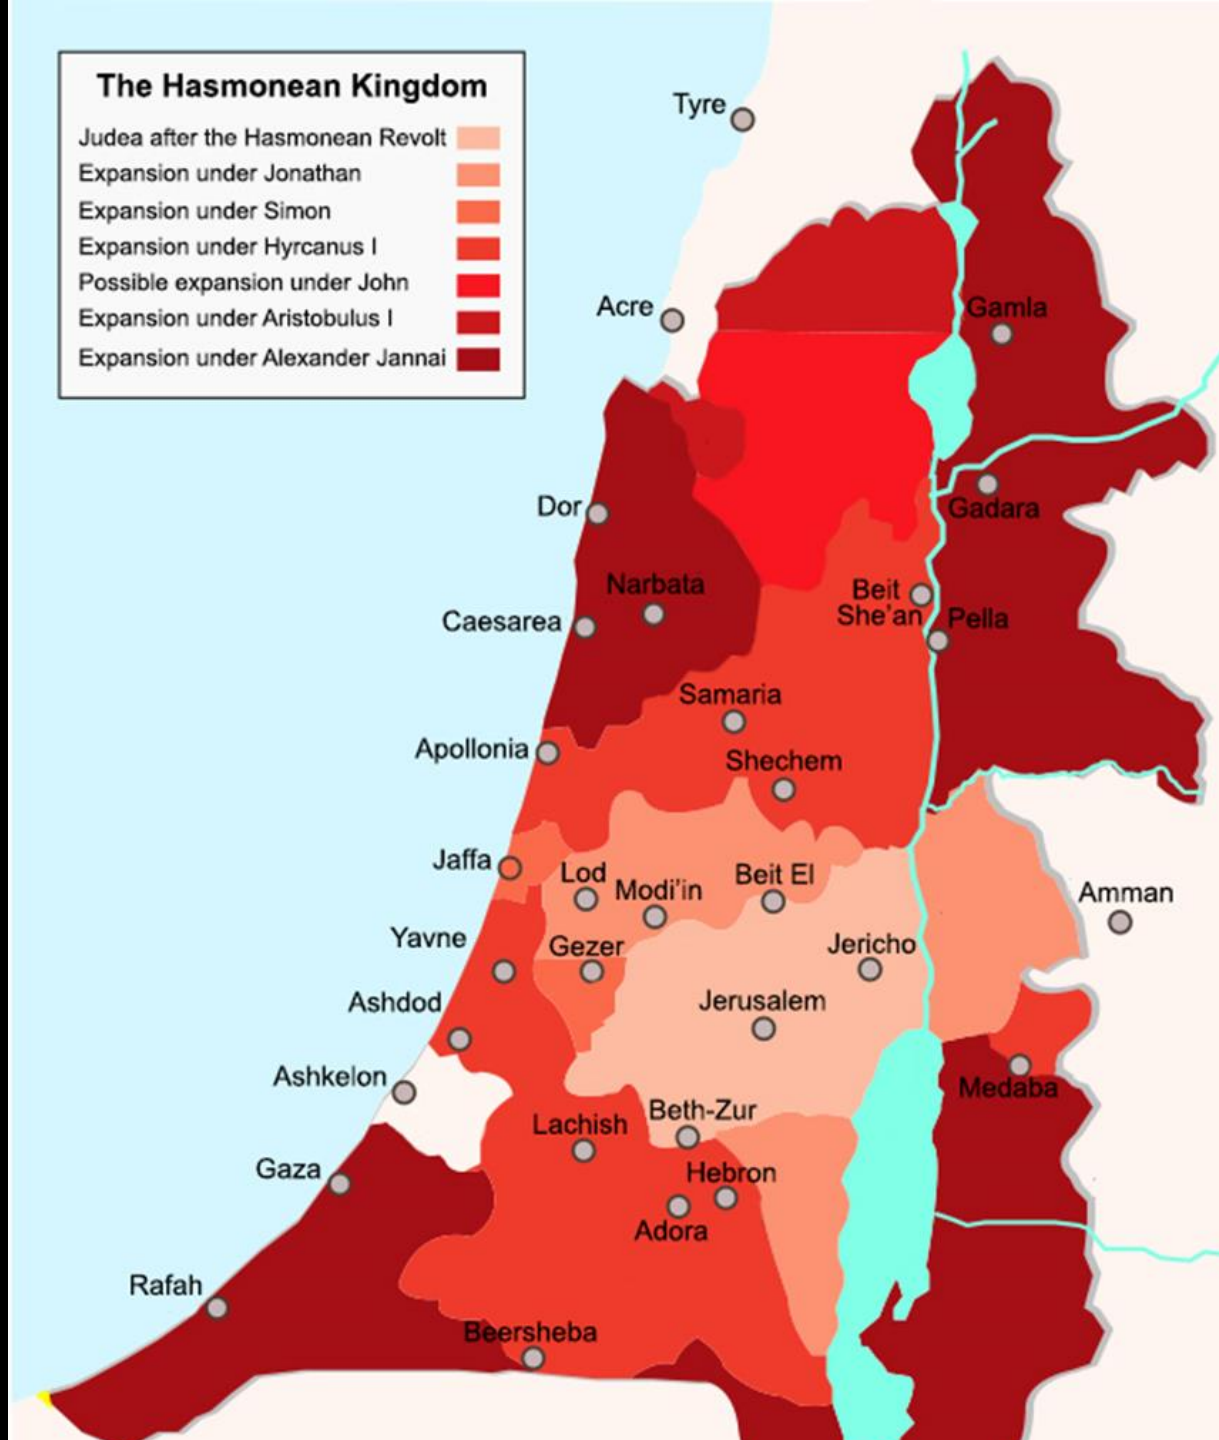 The Hasmonean Kingdom
Judea after the Hasmonean Revolt
Expansion under Jonathan
Expansion under Simon
Expansion under Hyrcanus I
Possible expansion under John
Expansion under Aristobulus I
Expansion under Alexander Jannai
Tyre
Acre
Gamla
Dor
Gadara
Narbata
Beit
She'an
Caesarea
Pella
Samaria
Apollonia
Shechem
Jaffa
Lod
Modi'in
Beit El
Amman
Yavne
Gezer
Jericho
Ashdod
Jerusalem
Ashkelon
Medaba
Lachish
Beth-Zur
Gaza
Hebron
Adora
Rafah
Beersheba